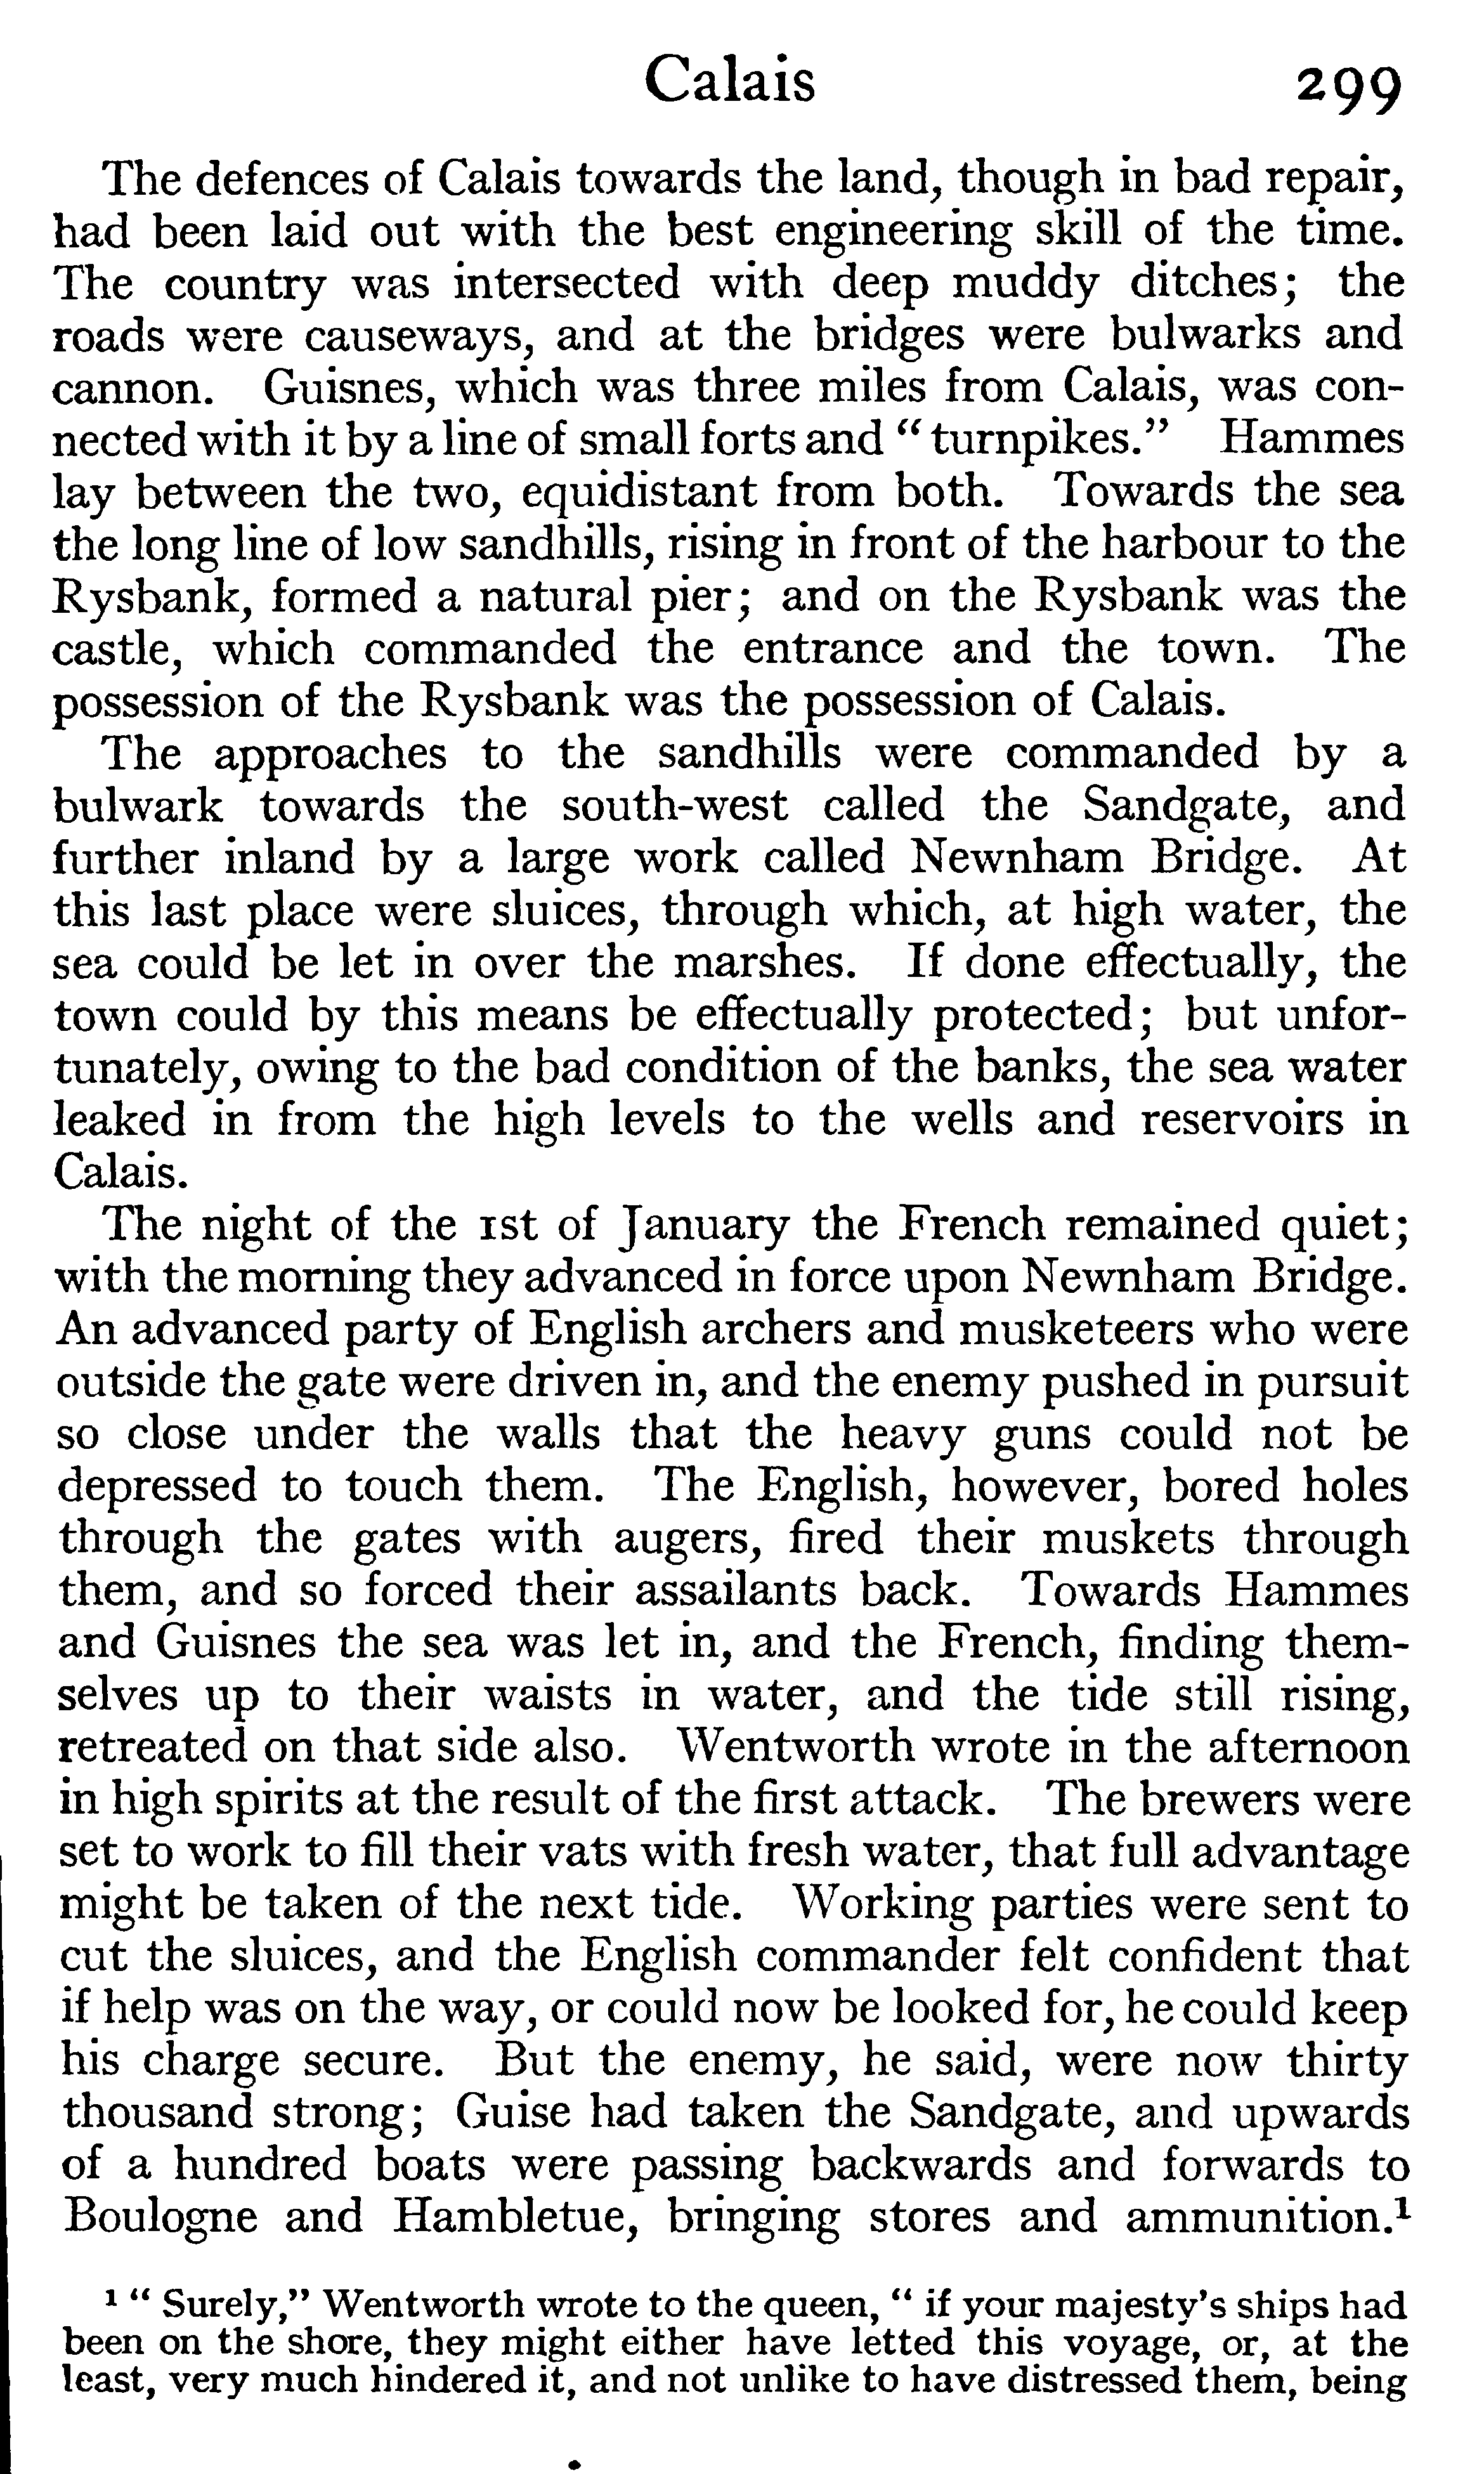 Calais 299
The defences of Calais towards the land, though in bad repair,
had been laid out with the best engineering skill of the time.
The country was intersected with deep muddy ditches; the
roads were causeways, and at the bridges were bulwarks and
cannon. Guisnes, which was three miles from Calais, was con-
nected with it by a line of small forts and “ turnpikes.” Hammes
lay between the two, equidistant from both. Towards the sea
the long line of low sandhills, rising in front of the harbour to the
Rysbank, formed a natural pier; and on the Rysbank was the
castle, which commanded the entrance and the town. The
possession of the Rysbank was the possession of Calais.
The approaches to the sandhills were commanded by a
bulwark towards the south-west called the Sandgate, and
further inland by a large work called Newnham Bridge. At
this last place were sluices, through which, at high water, the
sea could be let in over the marshes. If done effectually, the
town could by this means be effectually protected; but unfor-
tunately, owing to the bad condition of the banks, the sea water
leaked in from the high levels to the wells and reservoirs in
Calais.
The night of the 1st of January the French remained quiet;
with the morning they advanced in force upon Newnham Bridge.
An advanced party of English archers and musketeers who were
outside the gate were driven in, and the enemy pushed in pursuit
so close under the walls that the heavy guns could not be
depressed to touch them. The English, however, bored holes
through the gates with augers, fired their muskets through
them, and so forced their assailants back. Towards Hammes
and Guisnes the sea was let in, and the French, finding them-
selves up to their waists in water, and the tide still rising,
retreated on that side also. Wentworth wrote in the afternoon
in high spirits at the result of the first attack. The brewers were
set to work to fill their vats with fresh water, that full advantage
might be taken of the next tide. Working parties were sent to
cut the sluices, and the English commander felt confident that
if help was on the way, or could now be looked for, he could keep
his charge secure. But the enemy, he said, were now thirty
thousand strong; Guise had taken the Sandgate, and upwards
of a hundred boats were passing backwards and forwards to
Boulogne and Hambletue, bringing stores and ammunition.¹
¹ “ Surely,” Wentworth wrote to the queen, “ if your majesty’s ships had
been on the shore, they might either have letted this voyage, or, at the
least, very much hindered it, and not unlike to have distressed them, being